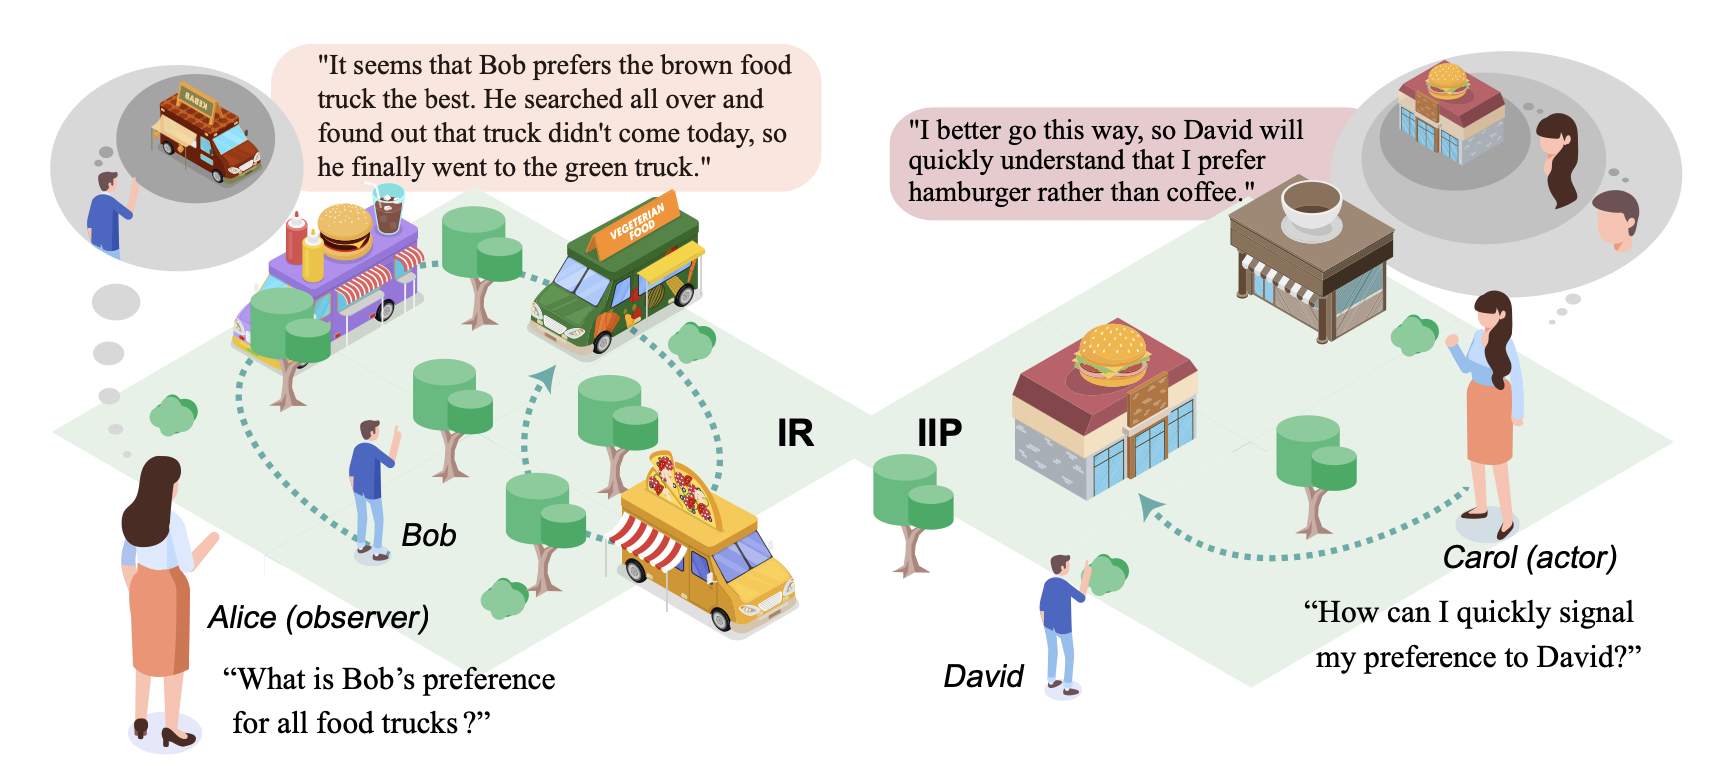 "It seems that Bob prefers the brown food
truck the best. He searched all over and
found out that truck didn't come today, so
he finally went to the green truck."
KEBAB
VEGETERIAN
FOOD
IR
Bob
Alice (observer)
“What is Bob’s preference
for all food trucks?”
"I better go this way, so David will
quickly understand that I prefer
hamburger rather than coffee."
IIP
Carol (actor)
“How can I quickly signal
my preference to David?”
David